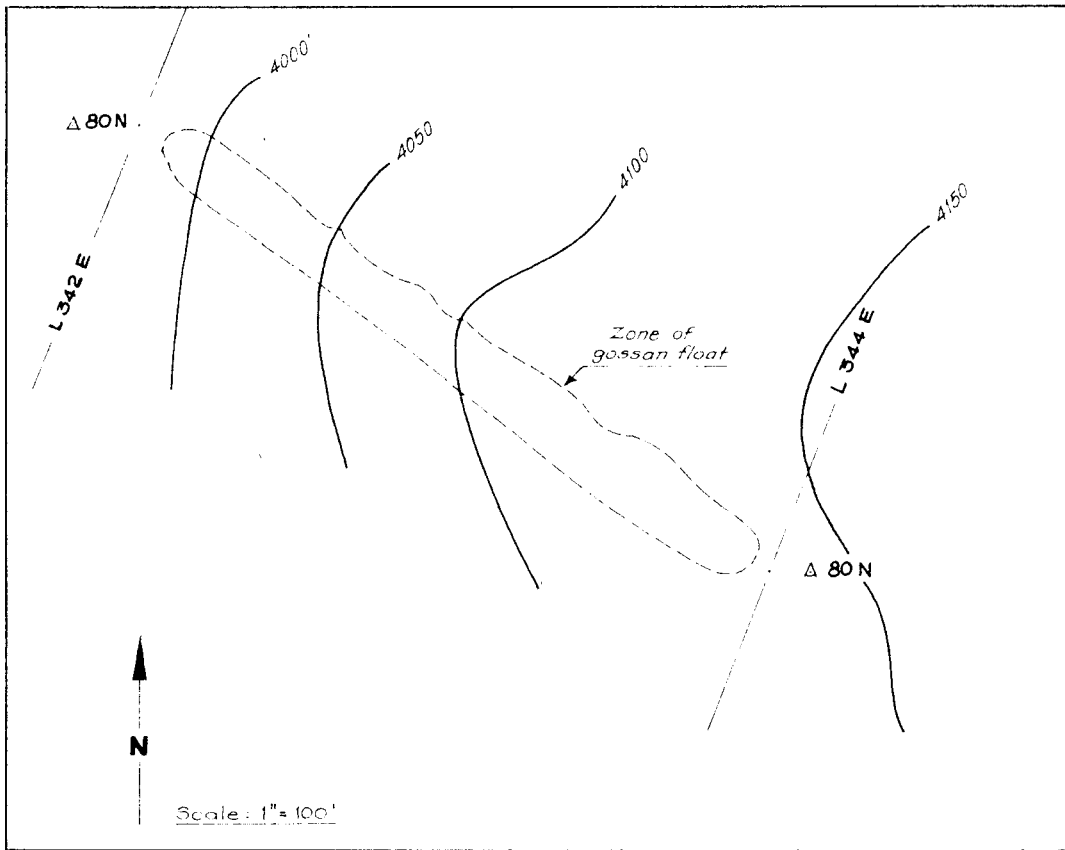 4000'
Δ 80 N
4050
4100
4150
L 342 E
Zone of
gossan float
L 344 E
Δ 80 N
N
Scale : 1" = 100'